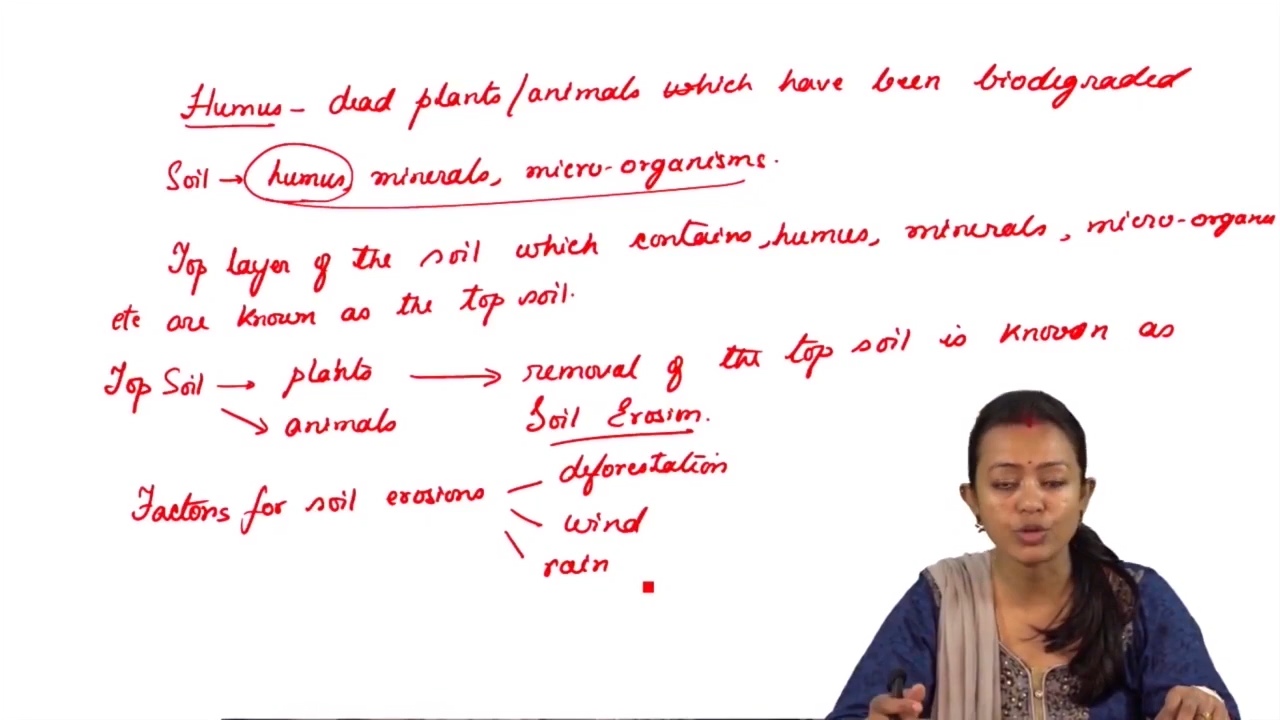 Humus - dead plants/animals which have been biodegraded
Soil → humus, minerals, micro-organisms.
Top layer of the soil which contains, humus, minerals, micro-organis
etc are known as the top soil.
Top Soil → plants → removal of the top soil is known as
→ animals Soil Erosion.
Factors for soil erosions - deforestation
wind
rain